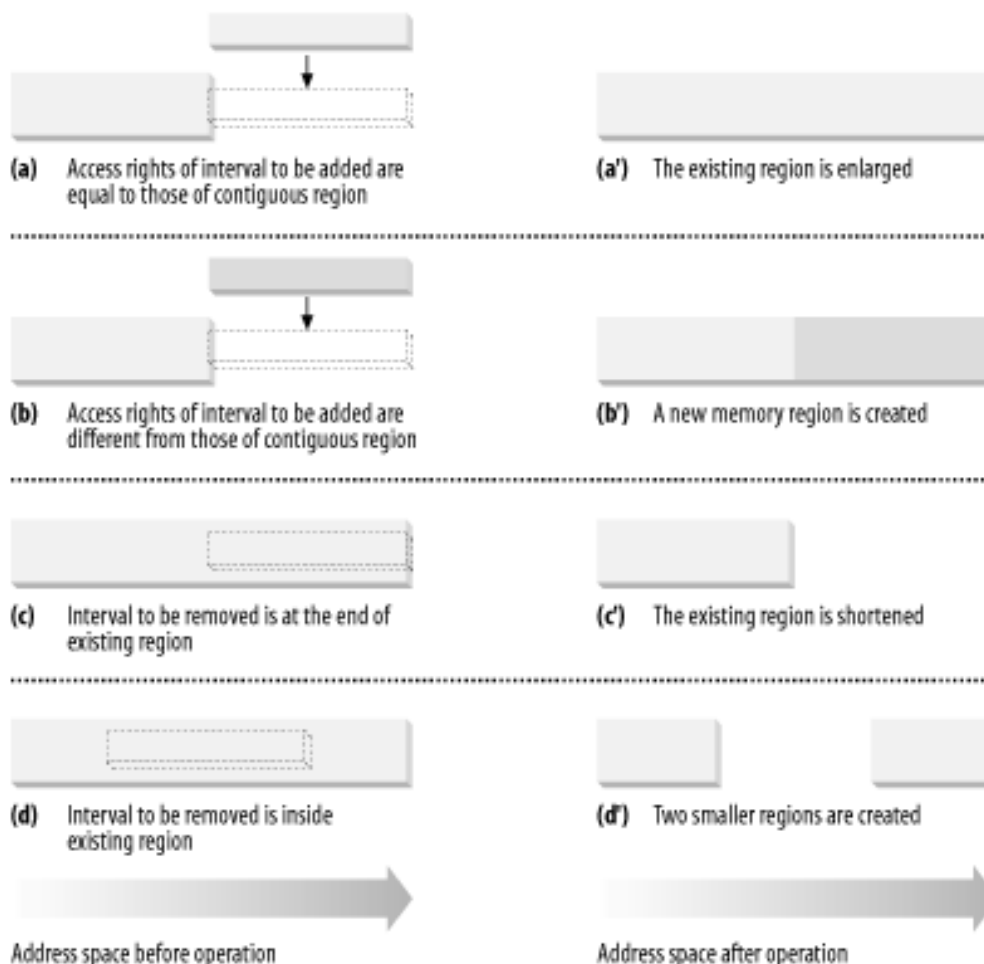 (a) Access rights of interval to be added are
equal to those of contiguous region
(a') The existing region is enlarged
(b) Access rights of interval to be added are
different from those of contiguous region
(b') A new memory region is created
(c) Interval to be removed is at the end of
existing region
(c') The existing region is shortened
(d) Interval to be removed is inside
existing region
(d') Two smaller regions are created
Address space before operation
Address space after operation